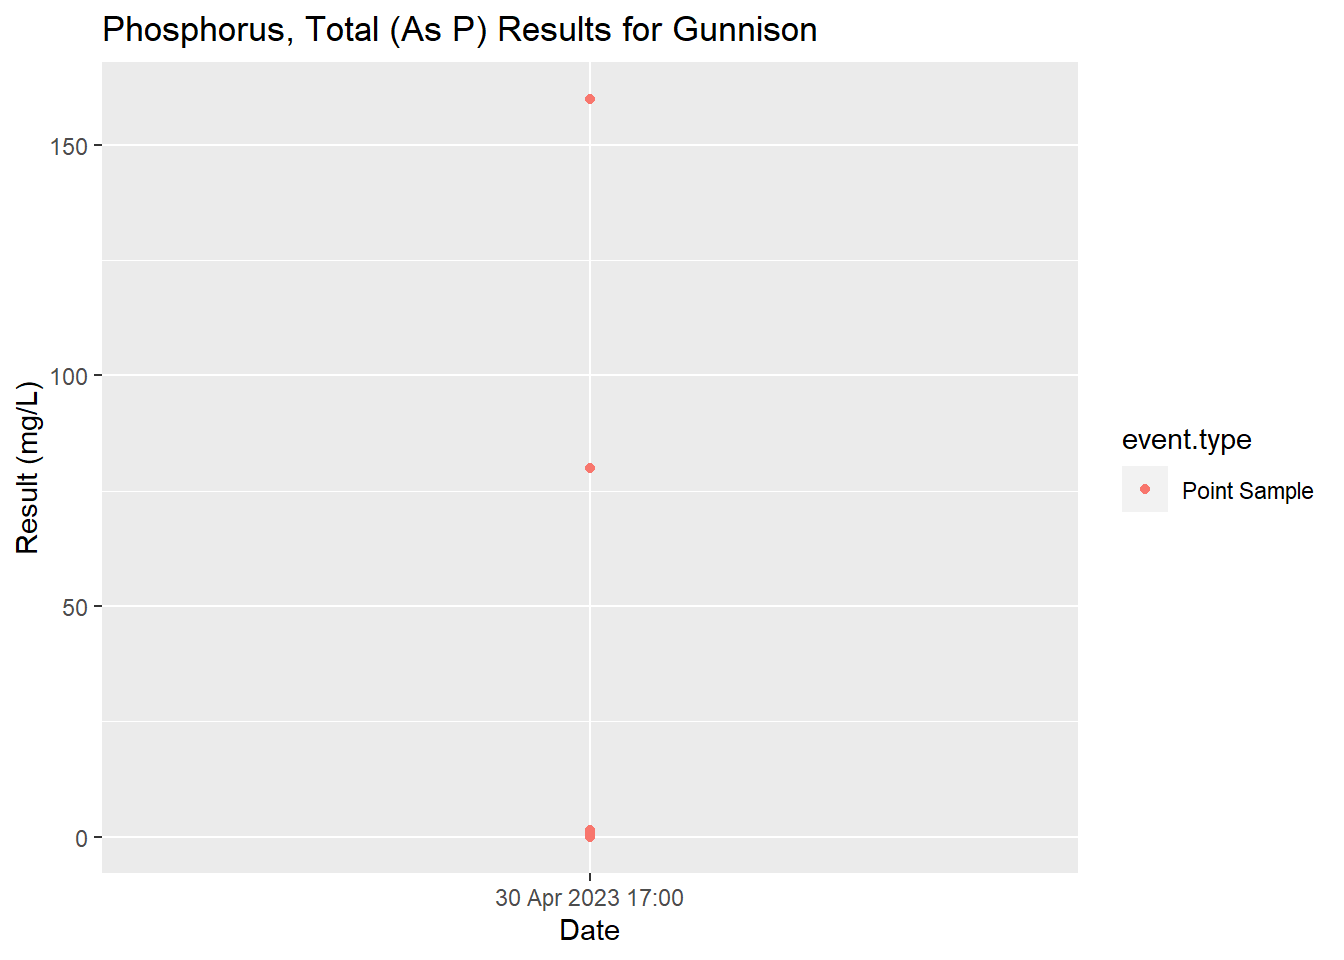 Phosphorus, Total (As P) Results for Gunnison
150
100
50
0
Result (mg/L)
30 Apr 2023 17:00
Date
event.type
Point Sample